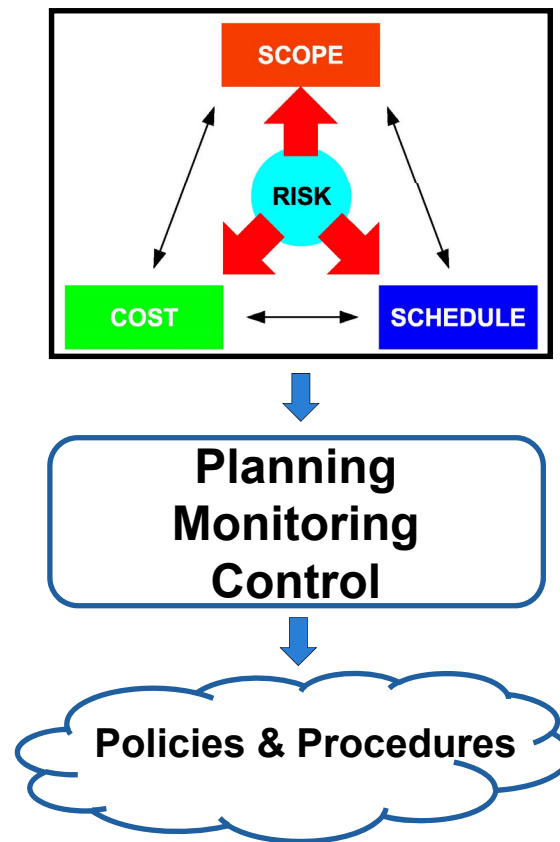 SCOPE
RISK
COST
SCHEDULE
Planning
Monitoring
Control
Policies & Procedures